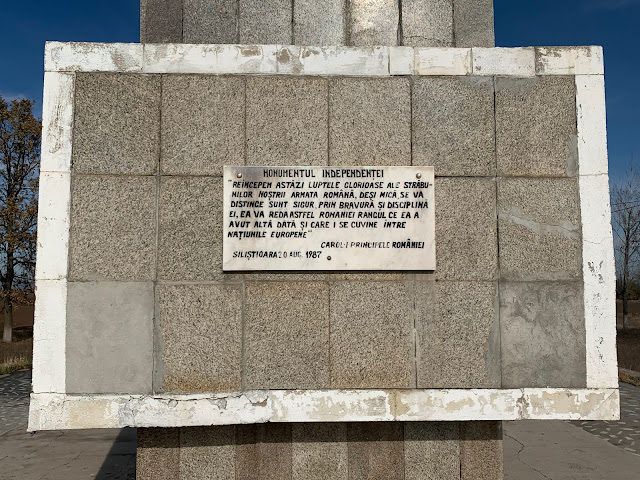 MONUMENTUL INDEPENDENȚEI
"REÎNCEPEM ASTĂZI LUPTELE GLORIOASE ALE STRĂBU-
NILOR NOȘTRII ARMATA ROMÂNĂ, DEȘI MICĂ, SE VA
DISTINGE SUNT SIGUR, PRIN BRAVURĂ ȘI DISCIPLINĂ
EI, EA VA REDA ASTFEL ROMANIEI RANGUL CE EA A
AVUT ALTĂ DATĂ ȘI CARE I SE CUVINE ÎNTRE
NAȚIUNILE EUROPENE"
CAROL·I PRINCIPELE ROMÂNIEI
SILIȘTIOARA 20 AUG. 1987